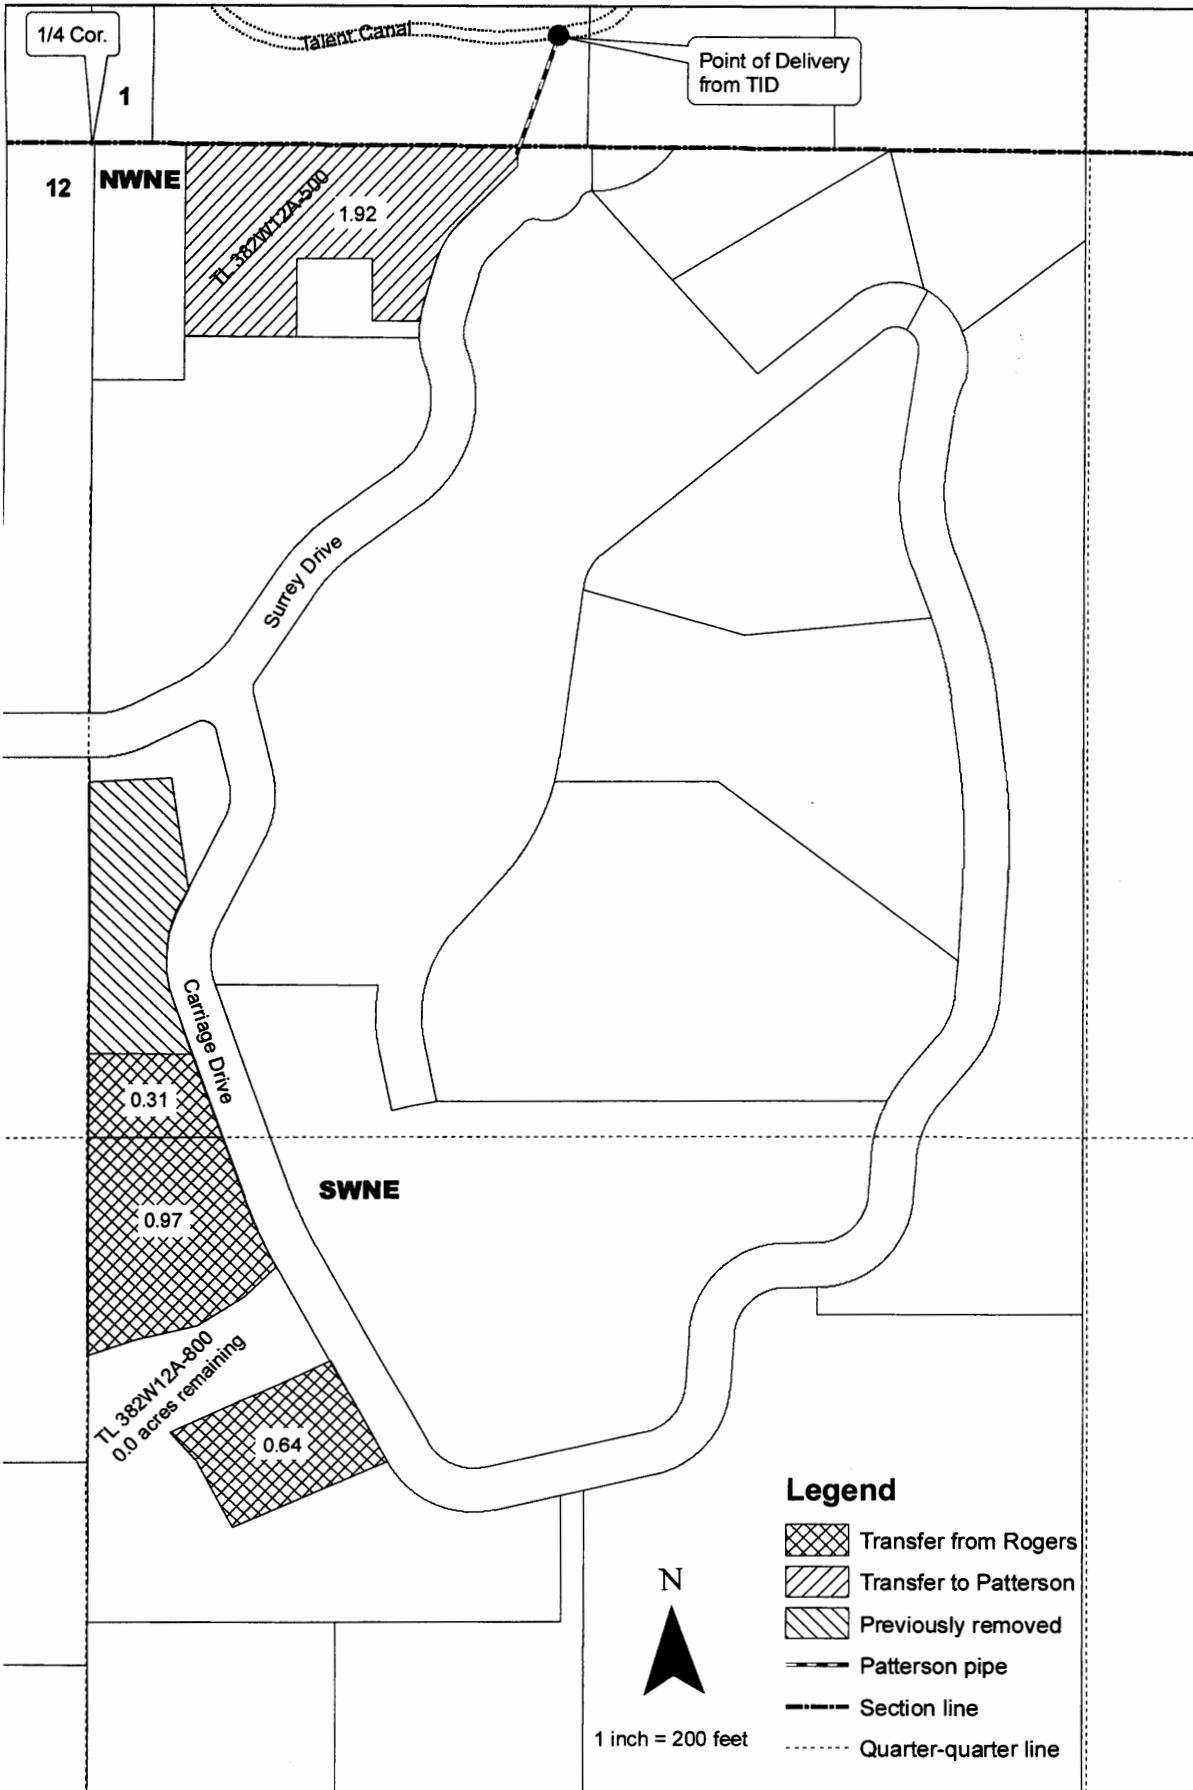 1/4 Cor.
Talent Canal
Point of Delivery
from TID
1
12
NWNE
TL 382W12A-500
1.92
Surrey Drive
Carriage Drive
0.31
SWNE
0.97
TL 382W12A-800
0.0 acres remaining
0.64
Legend
Transfer from Rogers
Transfer to Patterson
Previously removed
Patterson pipe
Section line
Quarter-quarter line
N
1 inch = 200 feet